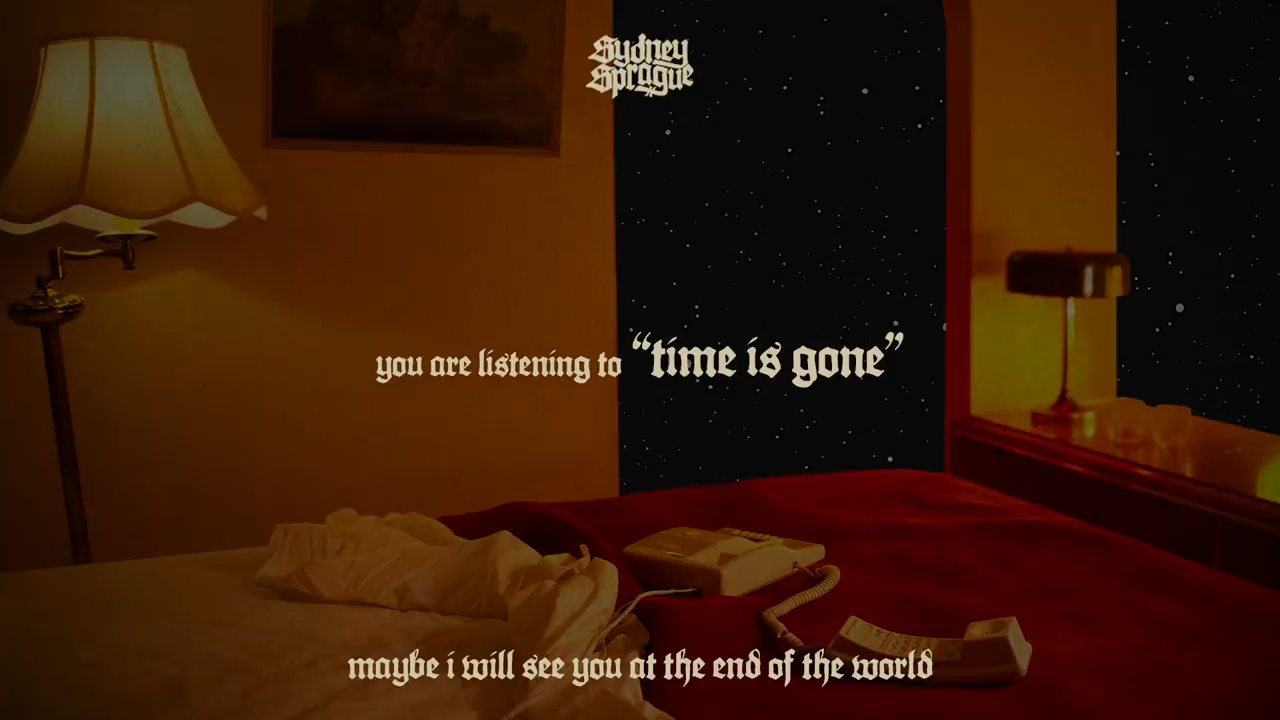 Sydney
Sprague
you are listening to “time is gone”
maybe i will see you at the end of the world